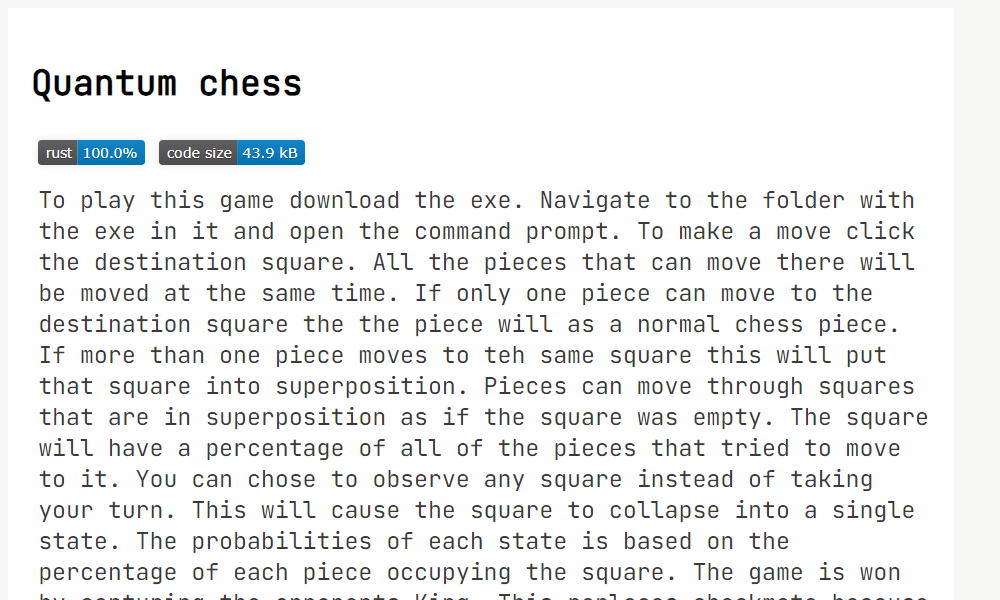 Quantum chess
rust 100.0% code size 43.9 kB
To play this game download the exe. Navigate to the folder with
the exe in it and open the command prompt. To make a move click
the destination square. All the pieces that can move there will
be moved at the same time. If only one piece can move to the
destination square the the piece will as a normal chess piece.
If more than one piece moves to teh same square this will put
that square into superposition. Pieces can move through squares
that are in superposition as if the square was empty. The square
will have a percentage of all of the pieces that tried to move
to it. You can chose to observe any square instead of taking
your turn. This will cause the square to collapse into a single
state. The probabilities of each state is based on the
percentage of each piece occupying the square. The game is won